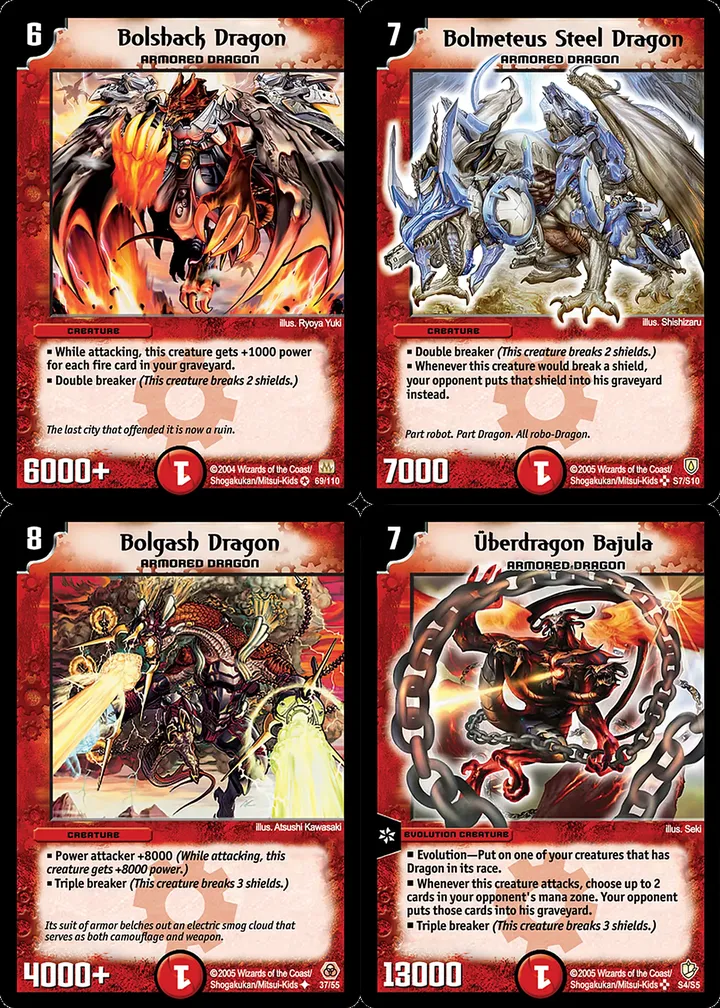 6
Bolshack Dragon
ARMORED DRAGON
illus. Ryoya Yuki
CREATURE
■ While attacking, this creature gets +1000 power
for each fire card in your graveyard.
■ Double breaker (This creature breaks 2 shields.)
The last city that offended it is now a ruin.
6000+
1
©2004 Wizards of the Coast/
Shogakukan/Mitsui-Kids 69/110
7
Bolmeteus Steel Dragon
ARMORED DRAGON
illus. Shishizaru
CREATURE
■ Double breaker (This creature breaks 2 shields.)
■ Whenever this creature would break a shield,
your opponent puts that shield into his graveyard
instead.
Part robot. Part Dragon. All robo-Dragon.
7000
1
©2005 Wizards of the Coast/
Shogakukan/Mitsui-Kids S7/S10
8
Bolgash Dragon
ARMORED DRAGON
illus. Atsushi Kawasaki
CREATURE
■ Power attacker +8000 (While attacking, this
creature gets +8000 power.)
■ Triple breaker (This creature breaks 3 shields.)
Its suit of armor belches out an electric smog cloud that
serves as both camouflage and weapon.
4000+
1
©2005 Wizards of the Coast/
Shogakukan/Mitsui-Kids 37/55
7
Überdragon Bajula
ARMORED DRAGON
illus. Seki
EVOLUTION CREATURE
■ Evolution—Put on one of your creatures that has
Dragon in its race.
■ Whenever this creature attacks, choose up to 2
cards in your opponent's mana zone. Your opponent
puts those cards into his graveyard.
■ Triple breaker (This creature breaks 3 shields.)
13000
1
©2005 Wizards of the Coast/
Shogakukan/Mitsui-Kids S4/S5